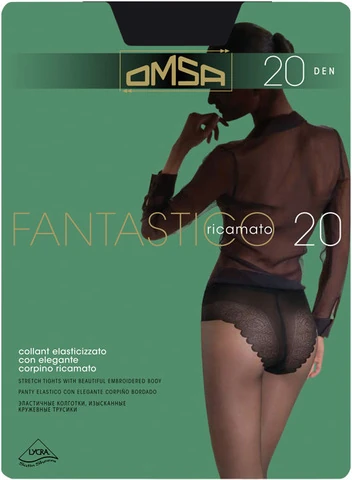 OMSA
20 DEN
FANTASTICO 20
ricamato
collant elasticizzato
con elegante
corpino ricamato
STRETCH TIGHTS WITH BEAUTIFUL EMBROIDERED BODY
PANTY ELASTICO CON ELEGANTE CORPIÑO BORDADO
ЭЛАСТИЧНЫЕ КОЛГОТКИ, ИЗЫСКАННЫЕ
КРУЖЕВНЫЕ ТРУСИКИ
LYCRA